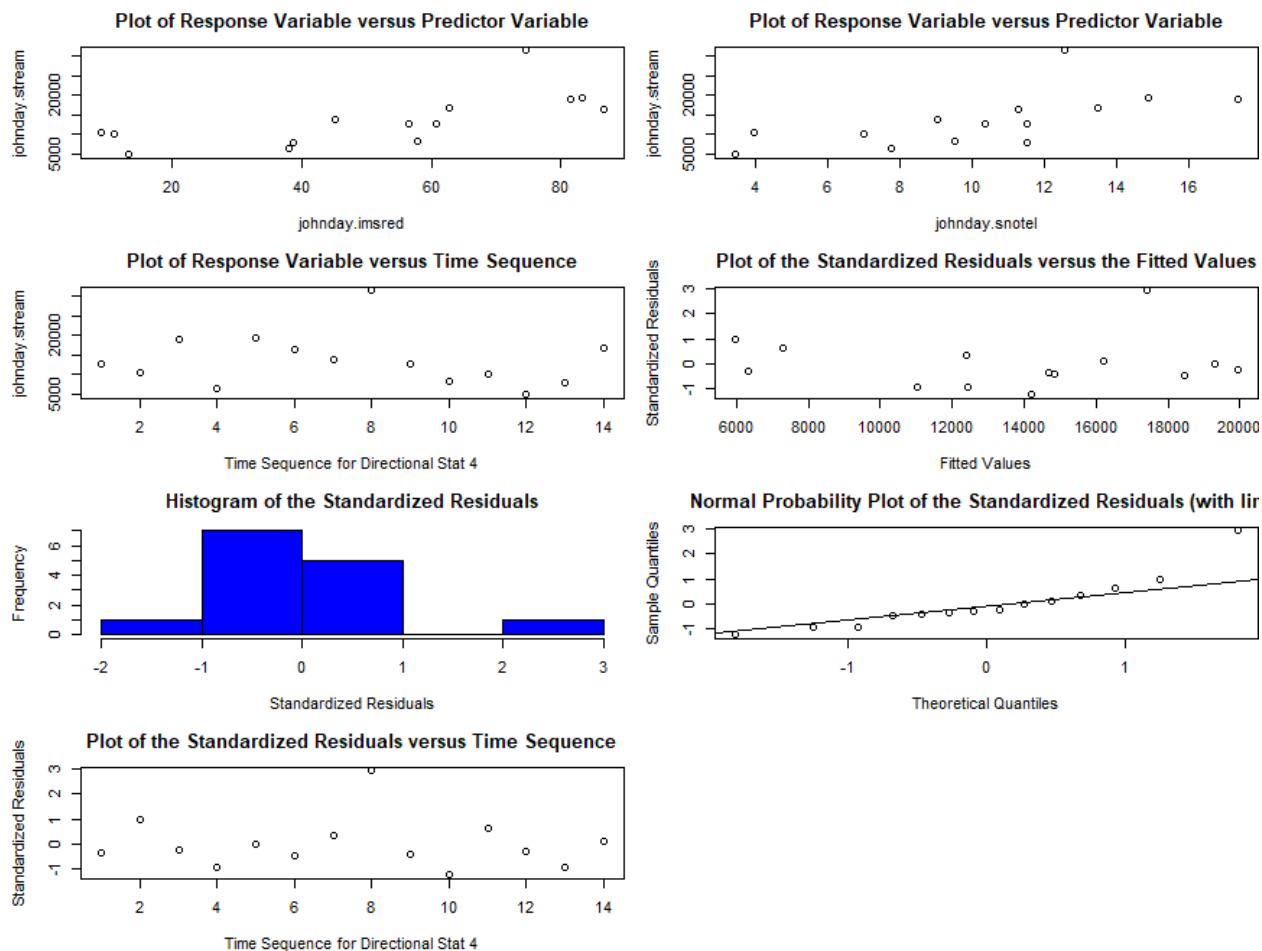 Plot of Response Variable versus Predictor Variable
johnday.stream
5000 20000
20 40 60 80
johnday.imsred
Plot of Response Variable versus Predictor Variable
johnday.stream
5000 20000
4 6 8 10 12 14 16
johnday.snotel
Plot of Response Variable versus Time Sequence
johnday.stream
5000 20000
2 4 6 8 10 12 14
Time Sequence for Directional Stat 4
Plot of the Standardized Residuals versus the Fitted Values
Standardized Residuals
-1 0 1 2 3
6000 8000 10000 12000 14000 16000 18000 20000
Fitted Values
Histogram of the Standardized Residuals
Frequency
0 2 4 6
-2 -1 0 1 2 3
Standardized Residuals
Normal Probability Plot of the Standardized Residuals (with lin
Sample Quantiles
-1 0 1 2 3
-1 0 1
Theoretical Quantiles
Plot of the Standardized Residuals versus Time Sequence
Standardized Residuals
-1 0 1 2 3
2 4 6 8 10 12 14
Time Sequence for Directional Stat 4